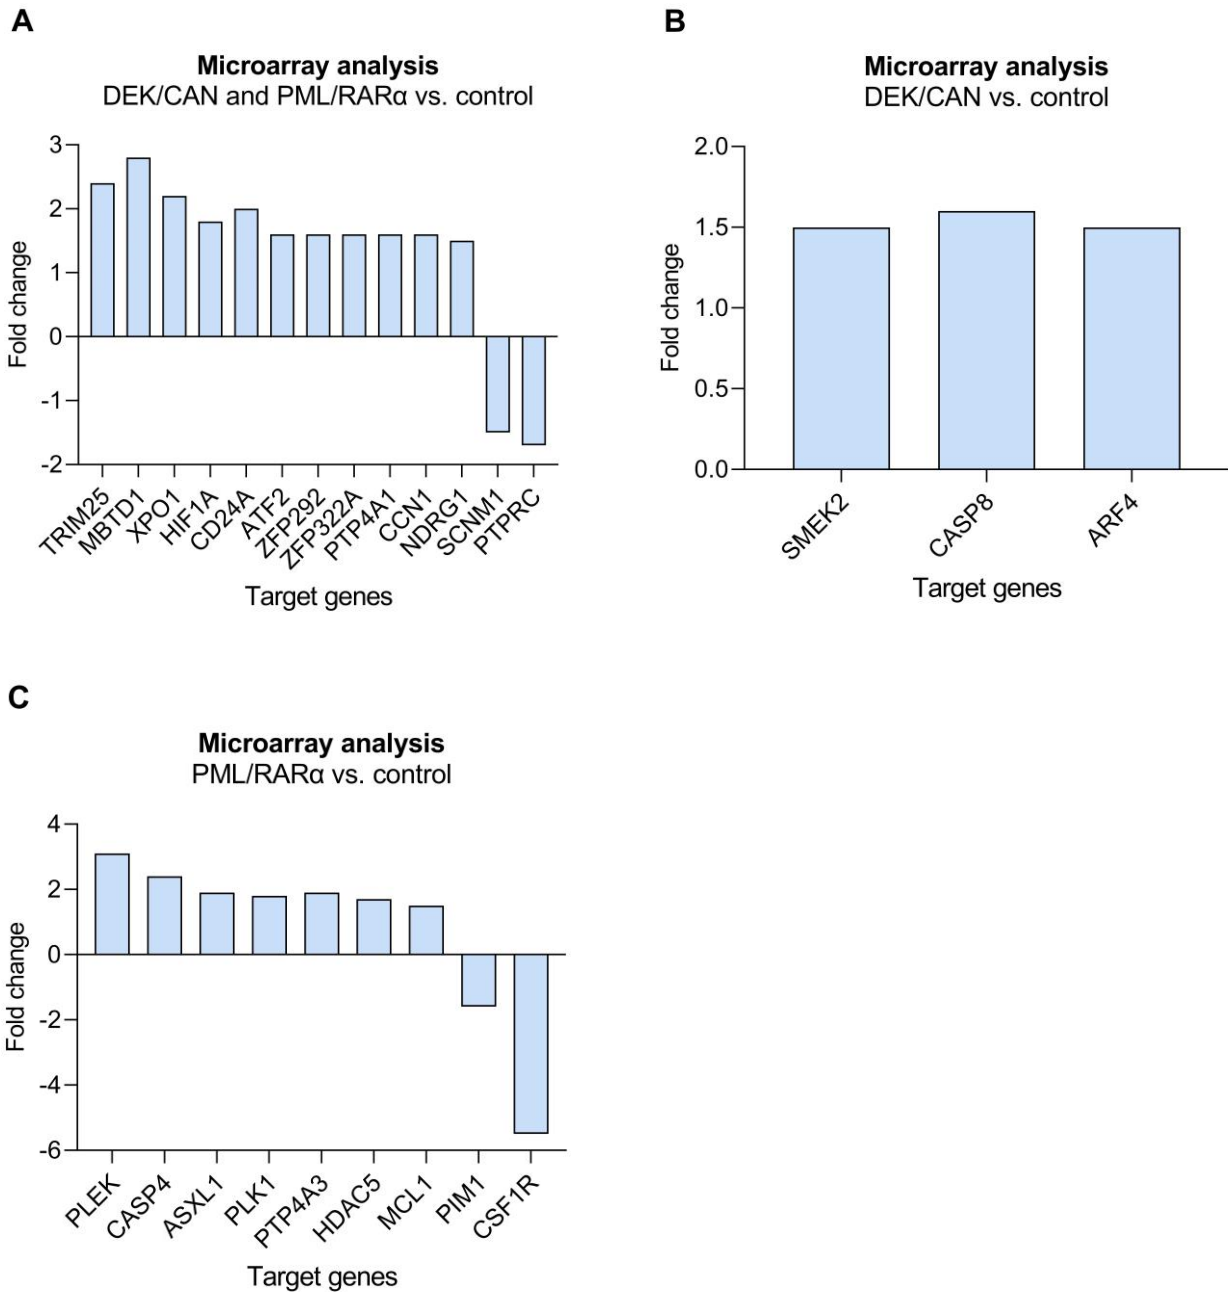 A
Microarray analysis
DEK/CAN and PML/RARα vs. control
3
2
1
0
-1
-2
Fold change
TRIM25
MBTD1
XPO1
HIF1A
CD24A
ATF2
ZFP292
ZFP322A
PTP4A1
CCN1
NDRG1
SCNM1
PTPRC
Target genes
B
Microarray analysis
DEK/CAN vs. control
2.0
1.5
1.0
0.5
0.0
Fold change
SMEK2
CASP8
ARF4
Target genes
C
Microarray analysis
PML/RARα vs. control
4
2
0
-2
-4
-6
Fold change
PLEK
CASP4
ASXL1
PLK1
PTP4A3
HDAC5
MCL1
PIM1
CSF1R
Target genes